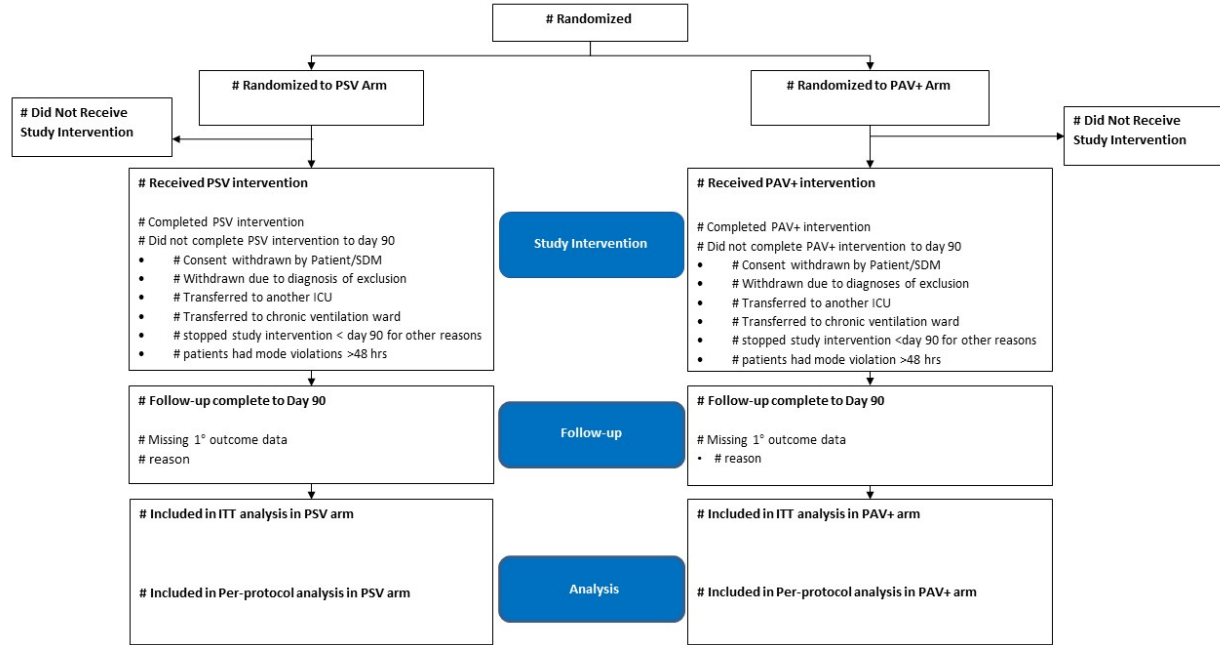 # Randomized
# Randomized to PSV Arm
# Randomized to PAV+ Arm
# Did Not Receive
Study Intervention
# Did Not Receive
Study Intervention
# Received PSV intervention
# Completed PSV intervention
# Did not complete PSV intervention to day 90
• # Consent withdrawn by Patient/SDM
• # Withdrawn due to diagnosis of exclusion
• # Transferred to another ICU
• # Transferred to chronic ventilation ward
• # stopped study intervention < day 90 for other reasons
• # patients had mode violations >48 hrs
Study Intervention
# Received PAV+ intervention
# Completed PAV+ intervention
# Did not complete PAV+ intervention to day 90
• # Consent withdrawn by Patient/SDM
• # Withdrawn due to diagnoses of exclusion
• # Transferred to another ICU
• # Transferred to chronic ventilation ward
• # stopped study intervention <day 90 for other reasons
• # patients had mode violation >48 hrs
# Follow-up complete to Day 90
# Missing 1° outcome data
# reason
Follow-up
# Follow-up complete to Day 90
# Missing 1° outcome data
• # reason
# Included in ITT analysis in PSV arm
# Included in Per-protocol analysis in PSV arm
Analysis
# Included in ITT analysis in PAV+ arm
# Included in Per-protocol analysis in PAV+ arm